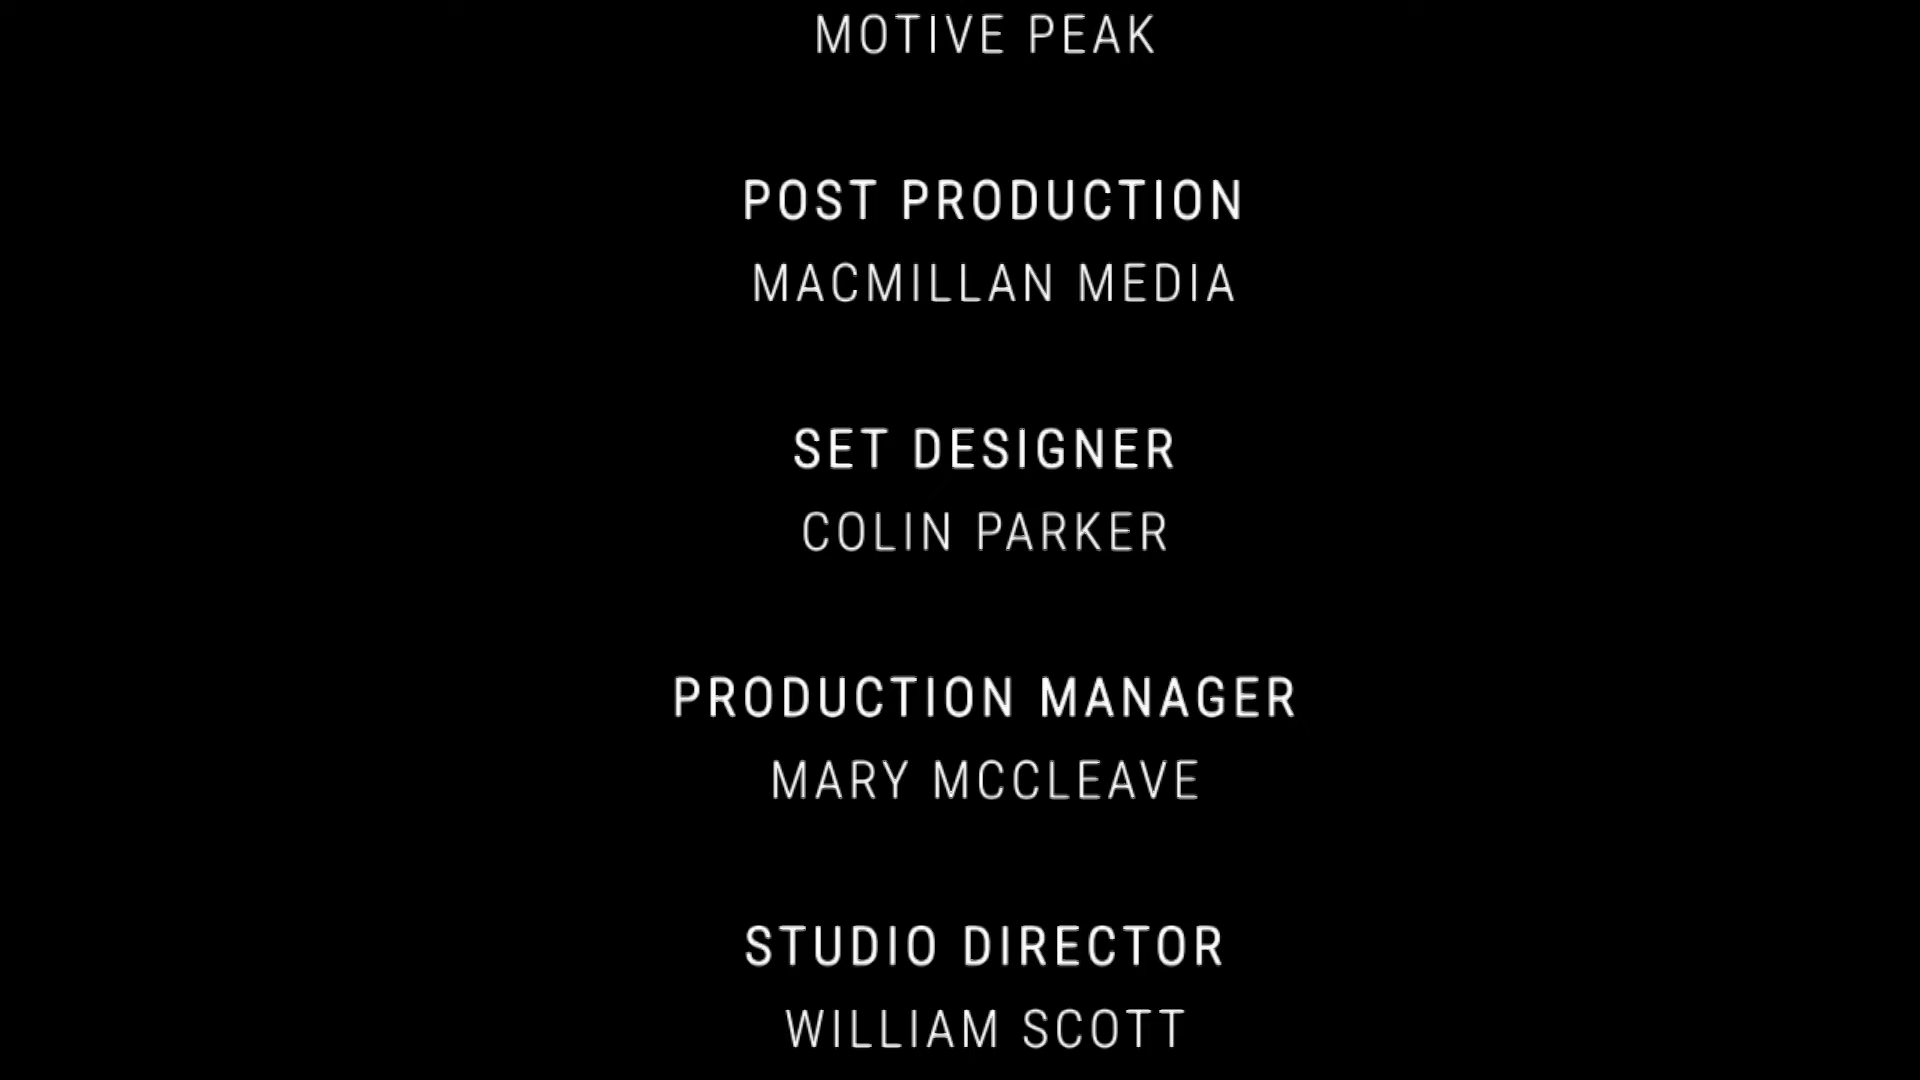 MOTIVE PEAK
POST PRODUCTION
MACMILLAN MEDIA
SET DESIGNER
COLIN PARKER
PRODUCTION MANAGER
MARY MCCLEAVE
STUDIO DIRECTOR
WILLIAM SCOTT